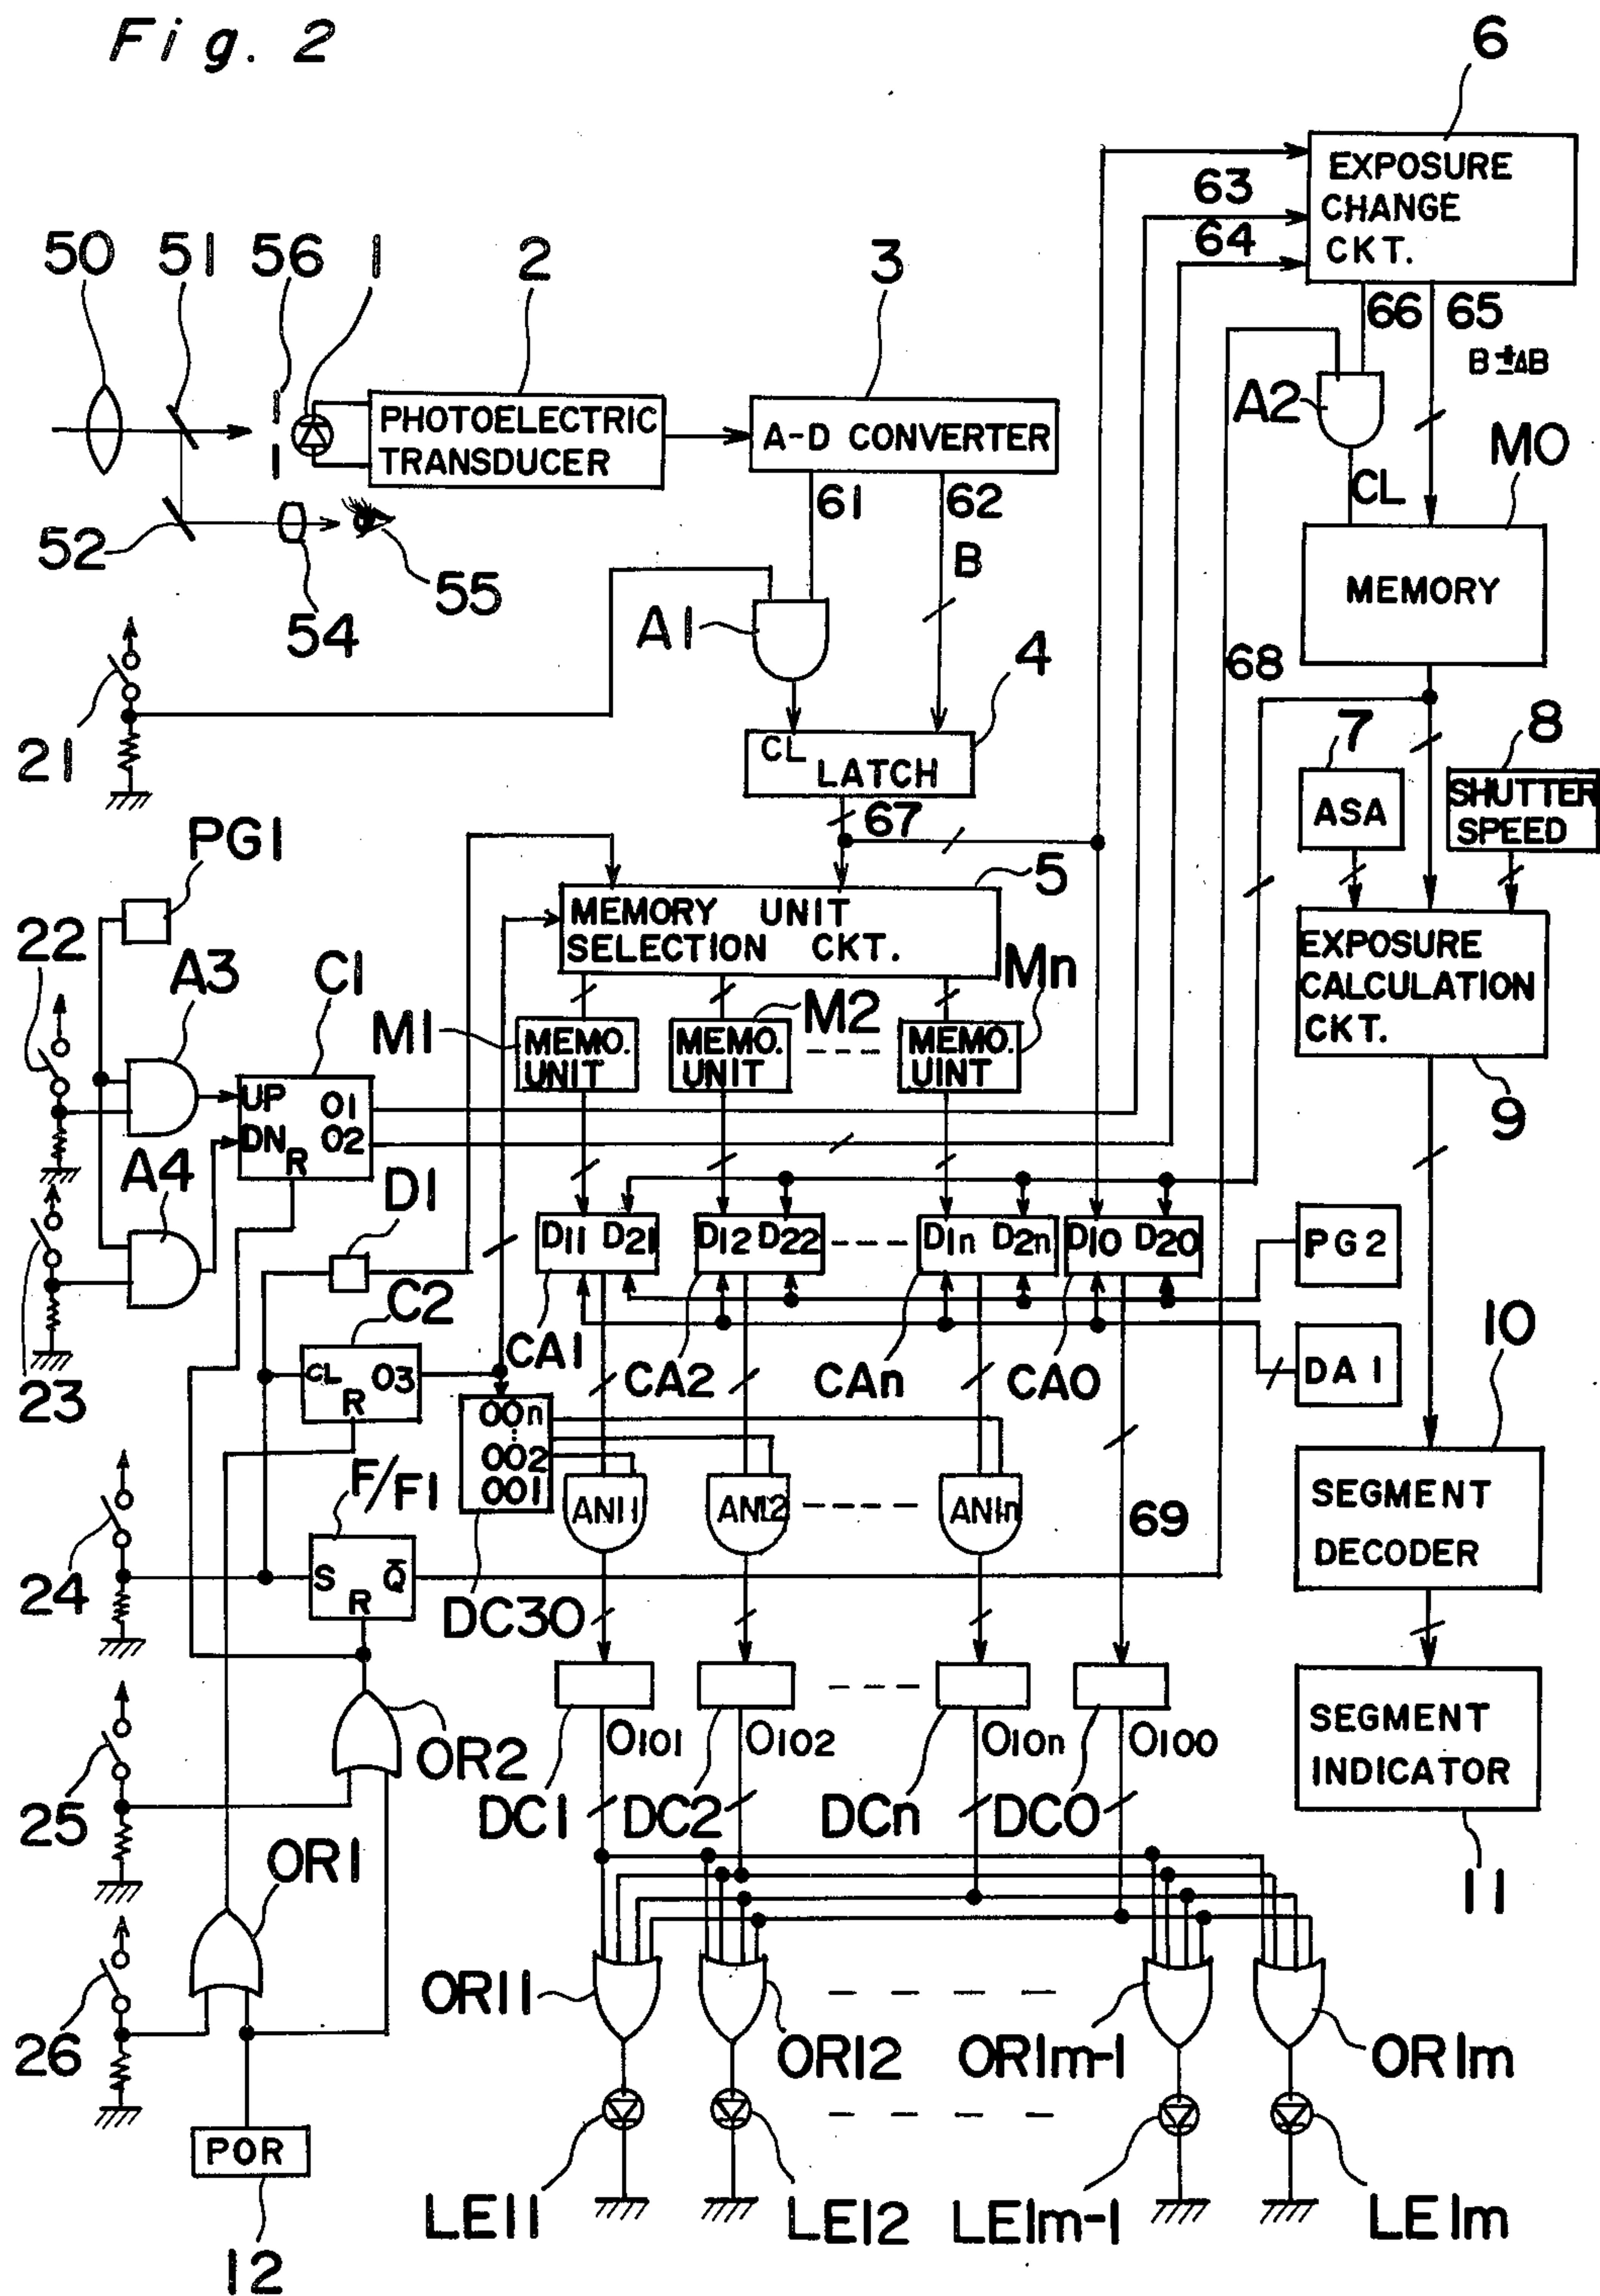 Fig. 2
6
EXPOSURE
CHANGE
CKT.
63
64
50
51
56
1
2
3
66
65
B±ΔB
A2
PHOTOELECTRIC
TRANSDUCER
A-D CONVERTER
M0
61
62
CL
52
B
54
55
MEMORY
A1
68
4
21
CL
LATCH
7
8
ASA
SHUTTER
SPEED
67
PG1
5
22
MEMORY UNIT
SELECTION CKT.
Mn
EXPOSURE
CALCULATION
CKT.
A3
C1
M1
M2
MEMO.
UNIT
MEMO.
UNIT
----
MEMO.
UINT
UP
O1
9
DN
O2
R
A4
D1
D11 D21
D12 D22
----
D1n D2n
D10 D20
PG2
C2
CA1
10
23
CL
O3
R
CA2
CAn
CA0
DA1
00n
002
001
F/F1
AN11
AN12
----
AN1n
SEGMENT
DECODER
69
24
S
Q̅
R
DC30
O101
O102
----
O10n
O100
SEGMENT
INDICATOR
25
OR2
DC1
DC2
DCn
DC0
OR1
11
26
OR11
OR12
----
OR1m-1
OR1m
POR
LE11
LE12
----
LE1m-1
LE1m
12